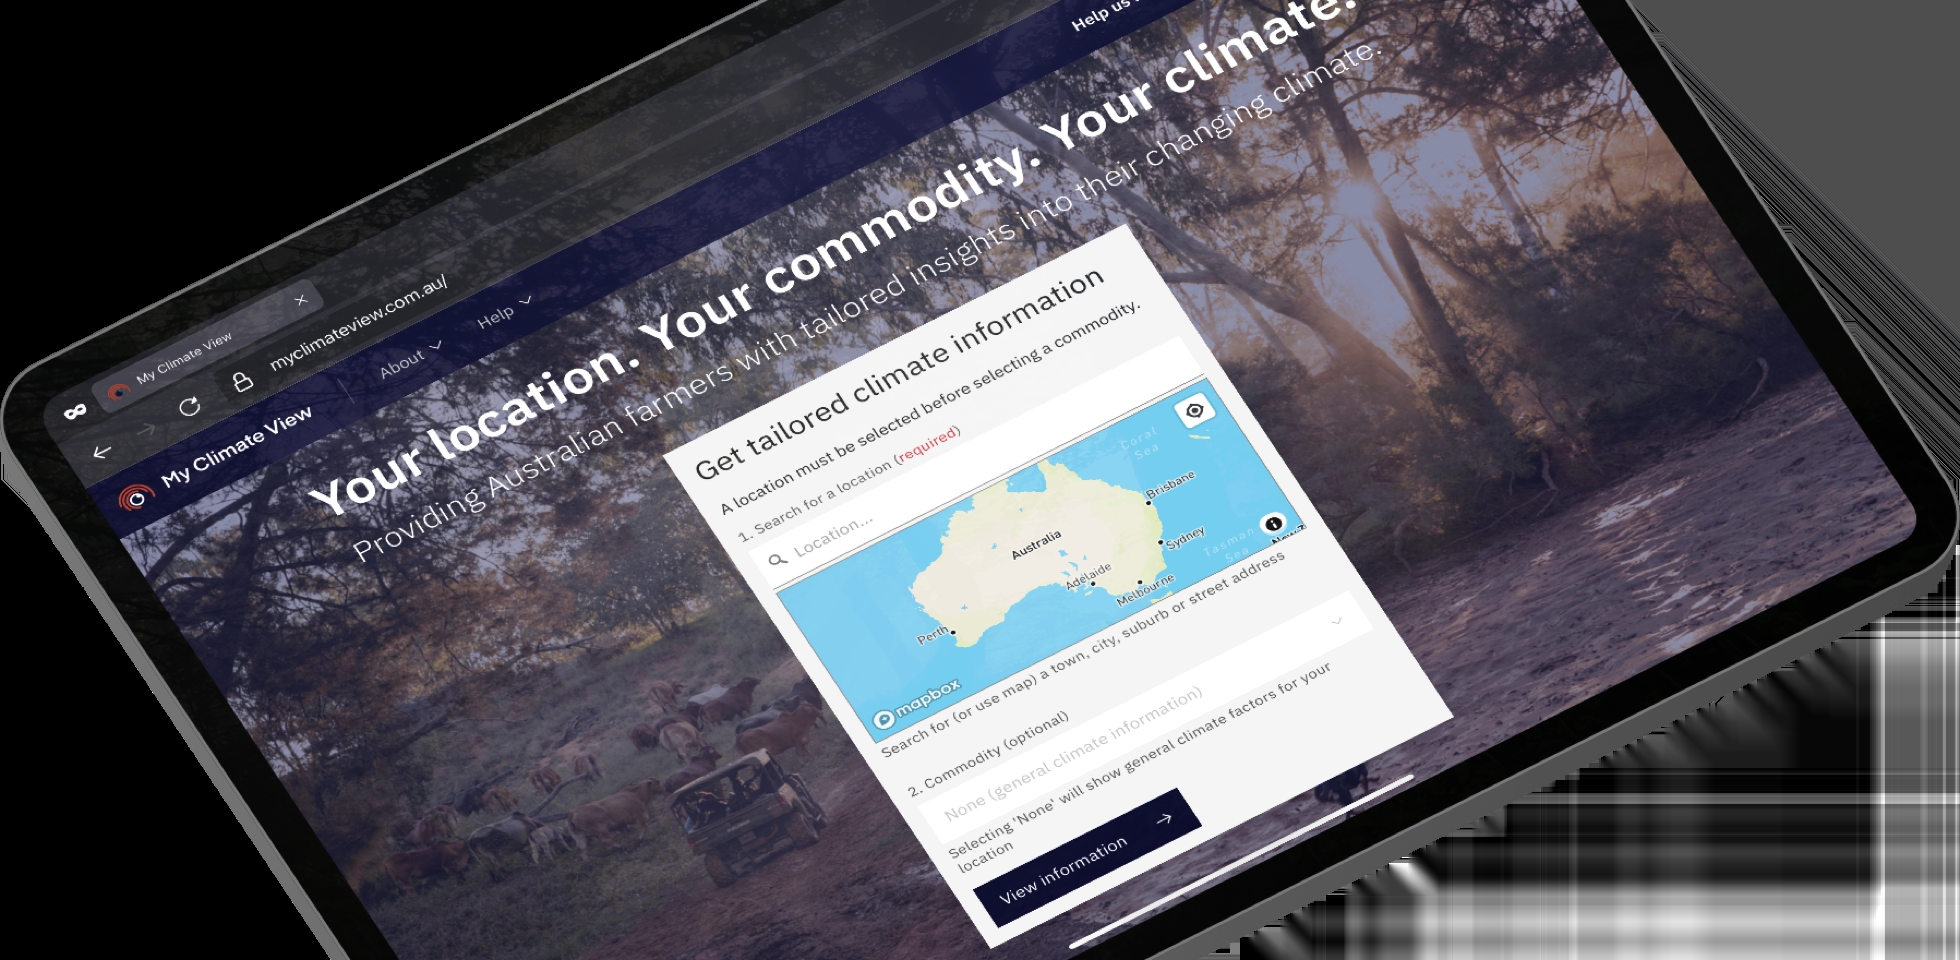 My Climate View
myclimateview.com.au/
My Climate View
About
Help
Help us
Your location. Your commodity. Your climate.
Providing Australian farmers with tailored insights into their changing climate.
Get tailored climate information
A location must be selected before selecting a commodity.
1. Search for a location (required)
Location...
Coral
Sea
Brisbane
Australia
Sydney
Tasman
Sea
Adelaide
Melbourne
Perth
mapbox
Search for (or use map) a town, city, suburb or street address
2. Commodity (optional)
None (general climate information)
Selecting 'None' will show general climate factors for your
location
View information